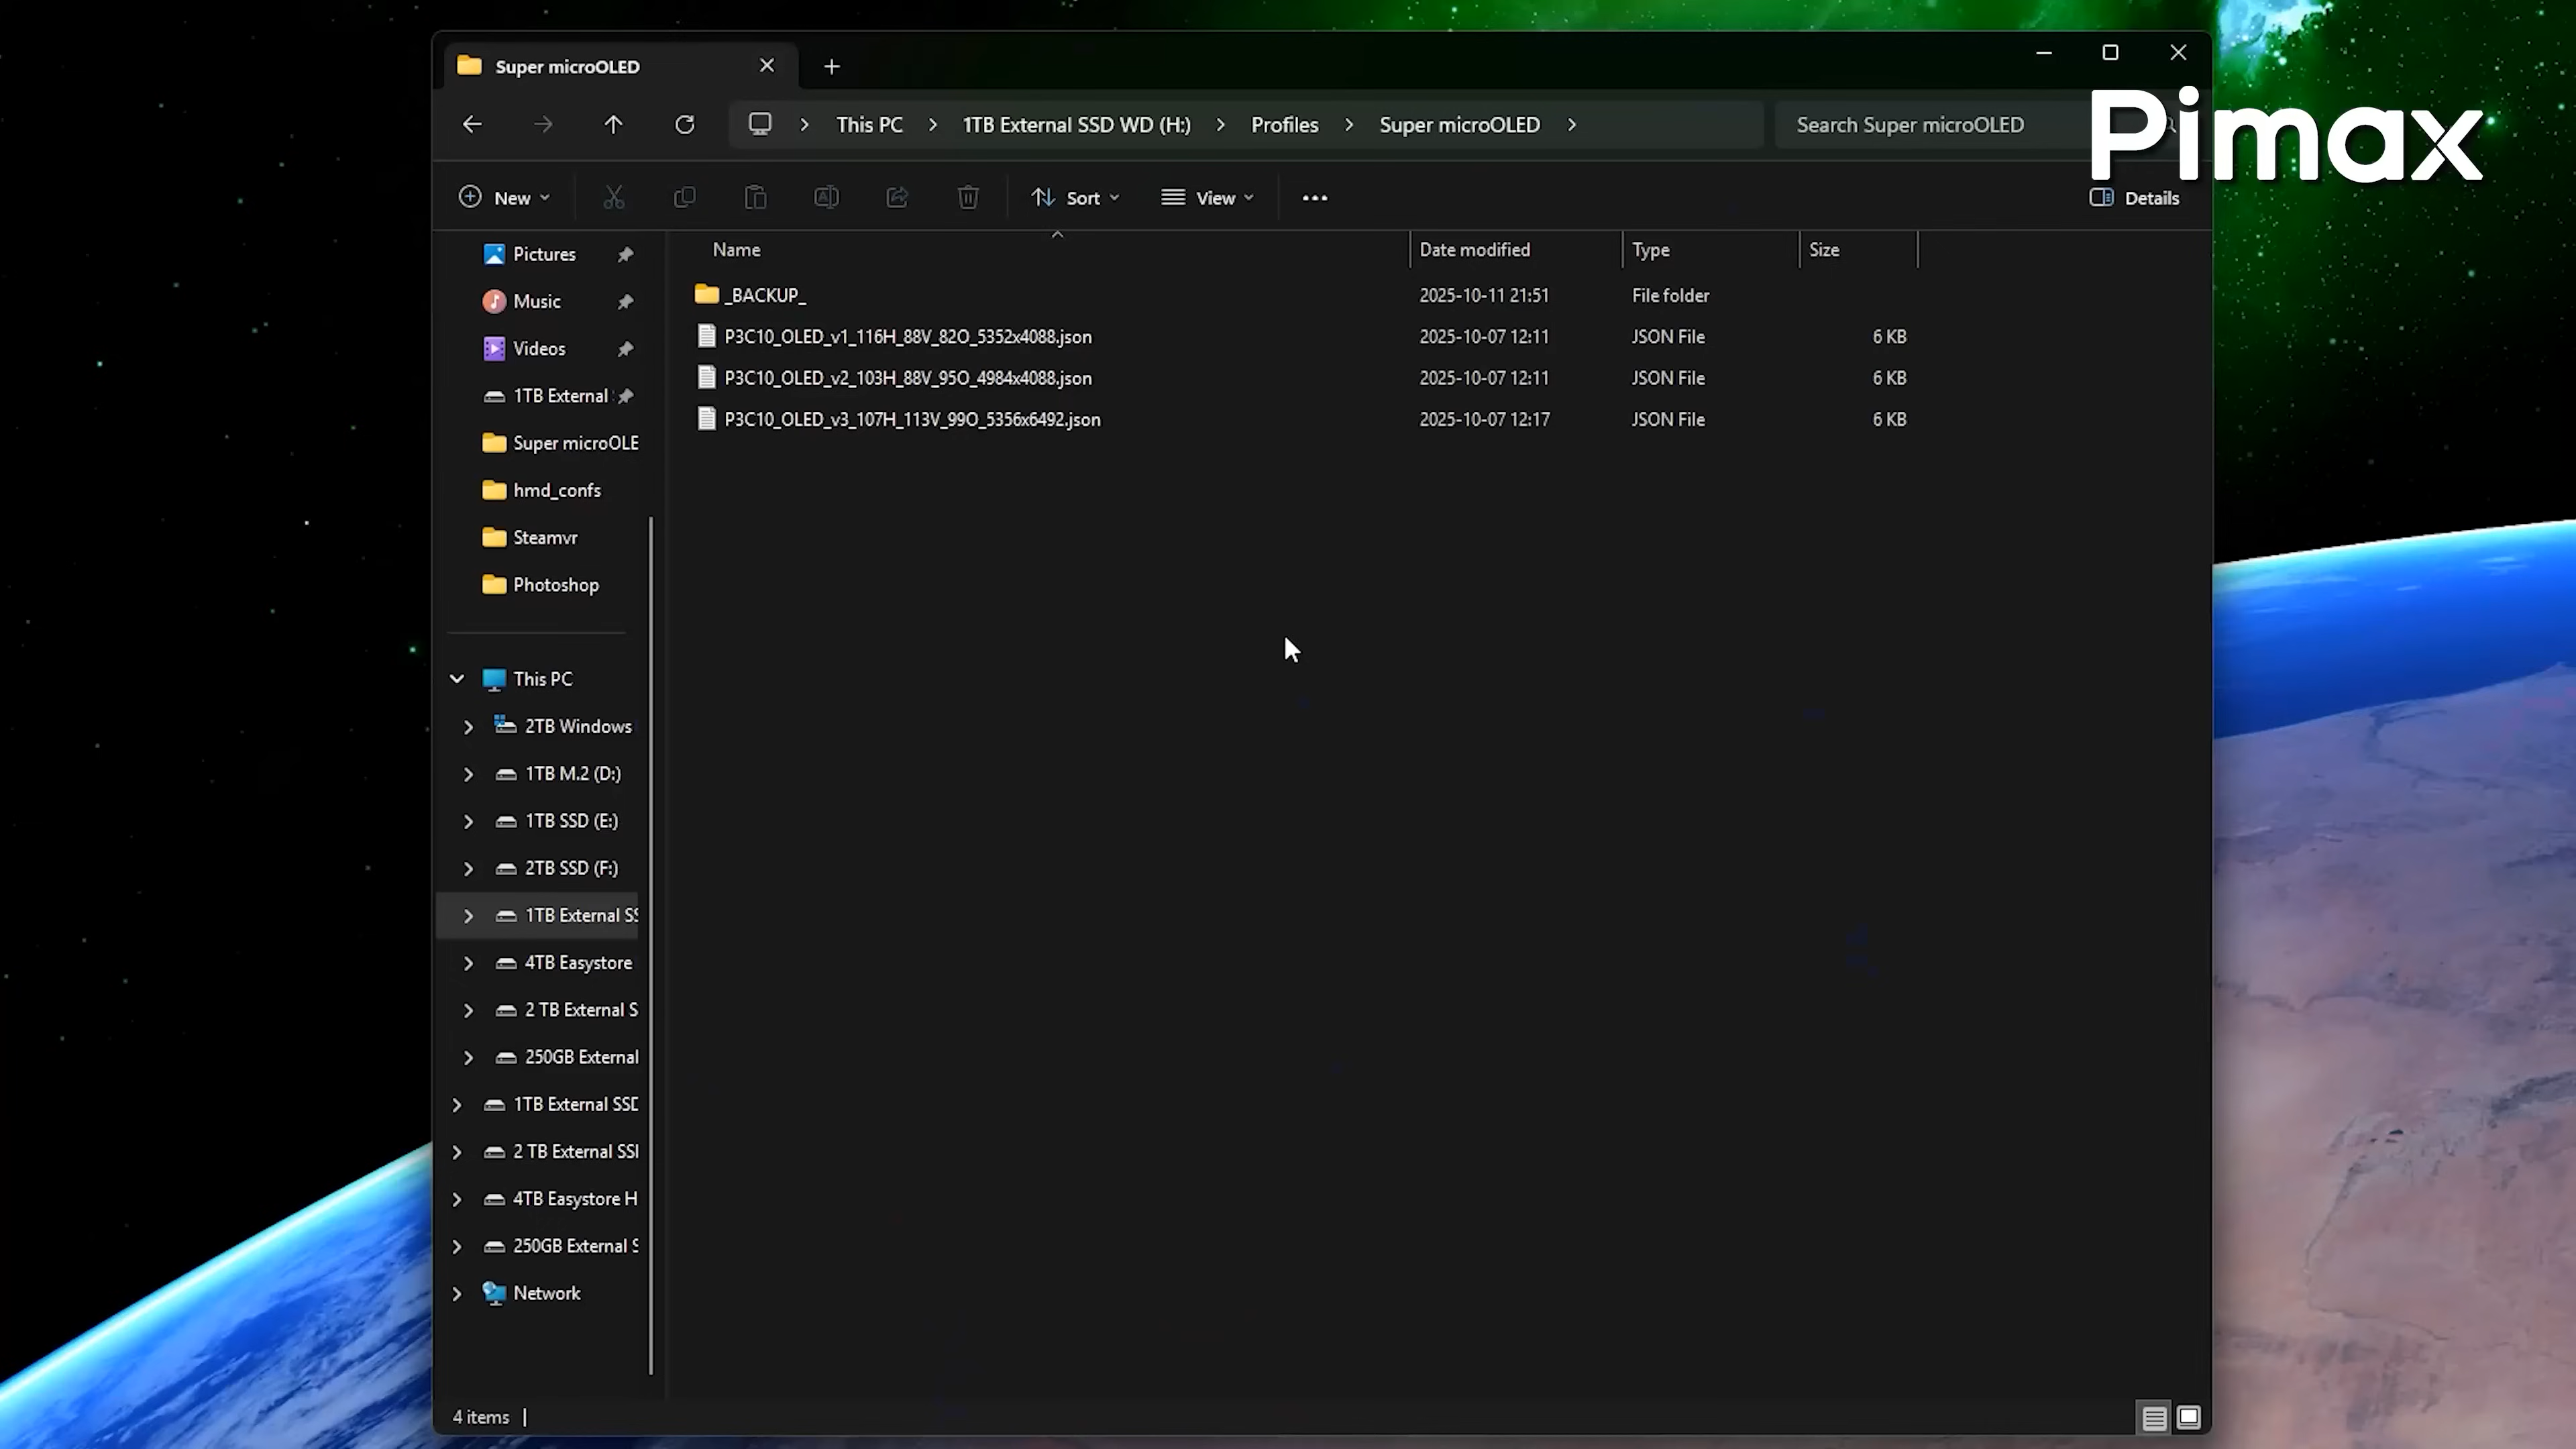 Super microOLED
Pimax
This PC > 1TB External SSD WD (H:) > Profiles > Super microOLED >
Search Super microOLED
New
Sort
View
Details
Name
Date modified
Type
Size
_BACKUP_
2025-10-11 21:51
File folder
P3C10_OLED_v1_116H_88V_82O_5352x4088.json
2025-10-07 12:11
JSON File
6 KB
P3C10_OLED_v2_103H_88V_95O_4984x4088.json
2025-10-07 12:11
JSON File
6 KB
P3C10_OLED_v3_107H_113V_99O_5356x6492.json
2025-10-07 12:17
JSON File
6 KB
Pictures
Music
Videos
1TB External
Super microOLE
hmd_confs
Steamvr
Photoshop
This PC
2TB Windows
1TB M.2 (D:)
1TB SSD (E:)
2TB SSD (F:)
1TB External SS
4TB Easystore
2 TB External S
250GB External
1TB External SSD
2 TB External SSI
4TB Easystore H
250GB External S
Network
4 items